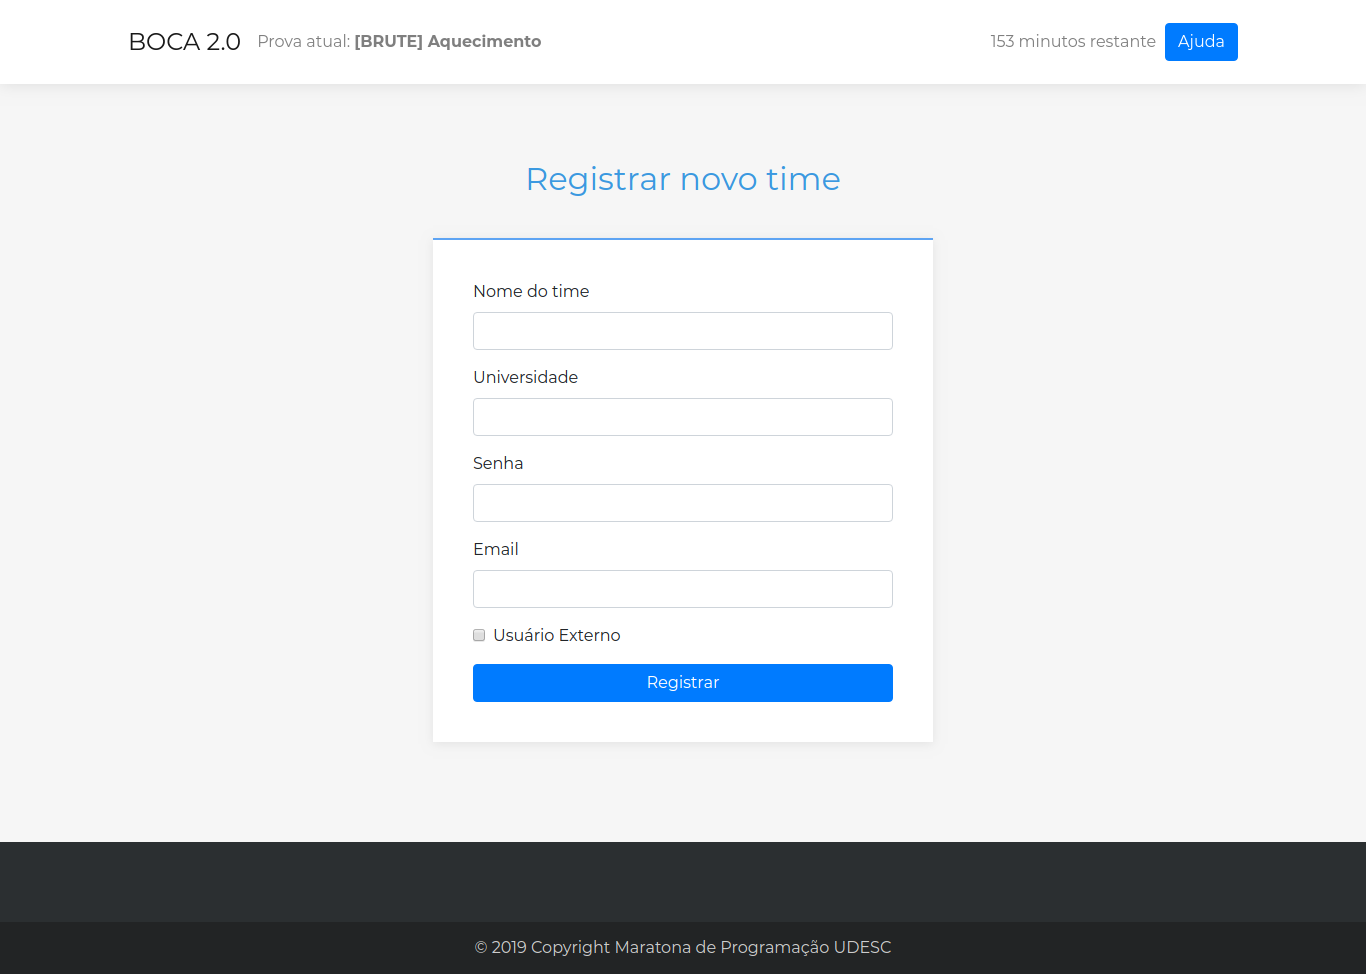 BOCA 2.0 Prova atual: [BRUTE] Aquecimento 153 minutos restante Ajuda
Registrar novo time
Nome do time
Universidade
Senha
Email
Usuário Externo
Registrar
© 2019 Copyright Maratona de Programação UDESC